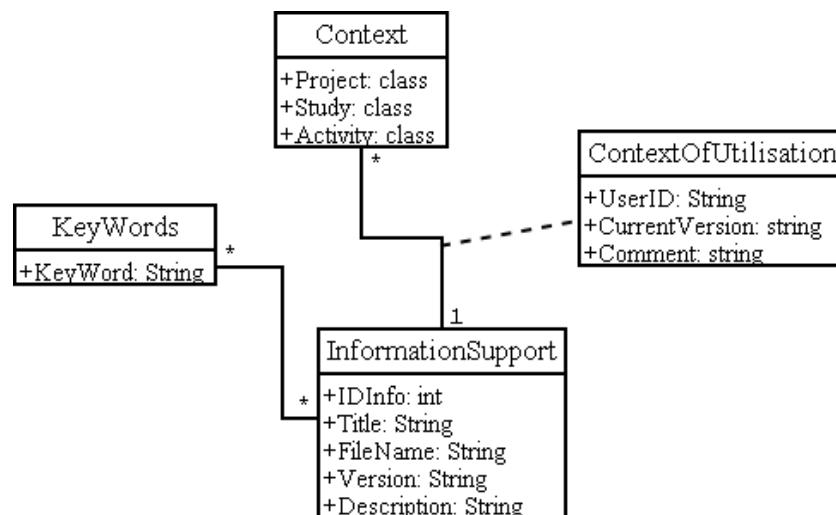 Context
+Project: class
+Study: class
+Activity: class
*
ContextOfUtilisation
+UserID: String
+CurrentVersion: string
+Comment: string
KeyWords
+KeyWord: String
*
*
1
InformationSupport
+IDInfo: int
+Title: String
+FileName: String
+Version: String
+Description: String